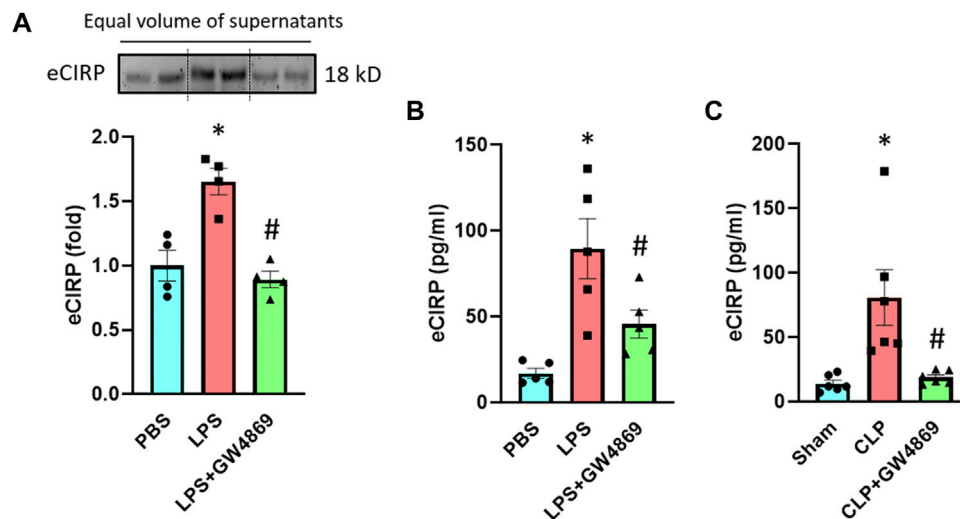 A
Equal volume of supernatants
eCIRP
18 kD
eCIRP (fold)
2.0
1.5
1.0
0.5
0.0
*
#
PBS
LPS
LPS+GW4869
B
eCIRP (pg/ml)
150
100
50
0
*
#
PBS
LPS
LPS+GW4869
C
eCIRP (pg/ml)
200
150
100
50
0
*
#
Sham
CLP
CLP+GW4869